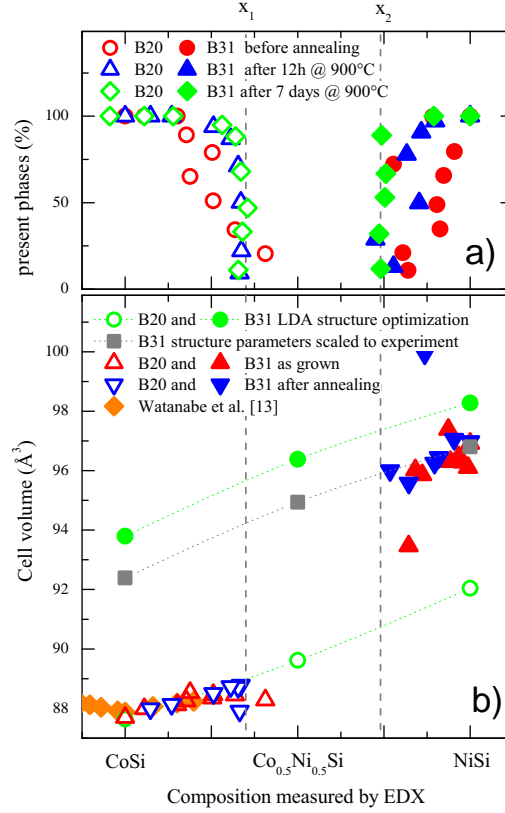 x₁ x₂
B20 B31 before annealing
B20 B31 after 12h @ 900°C
B20 B31 after 7 days @ 900°C
100
50
0
present phases (%)
a)
B20 and B31 LDA structure optimization
B31 structure parameters scaled to experiment
B20 and B31 as grown
B20 and B31 after annealing
Watanabe et al. [13]
100
98
96
94
92
90
88
Cell volume (Å³)
b)
CoSi Co₀.₅Ni₀.₅Si NiSi
Composition measured by EDX